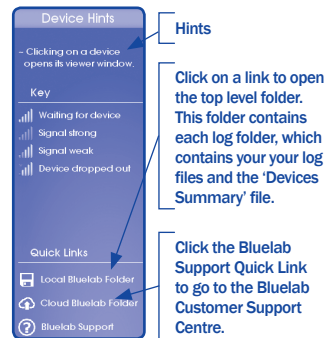 Device Hints
– Clicking on a device
opens its viewer window.
Key
Waiting for device
Signal strong
Signal weak
Device dropped out
Quick Links
Local Bluelab Folder
Cloud Bluelab Folder
Bluelab Support
Hints
Click on a link to open
the top level folder.
This folder contains
each log folder, which
contains your your log
files and the ‘Devices
Summary’ file.
Click the Bluelab
Support Quick Link
to go to the Bluelab
Customer Support
Centre.